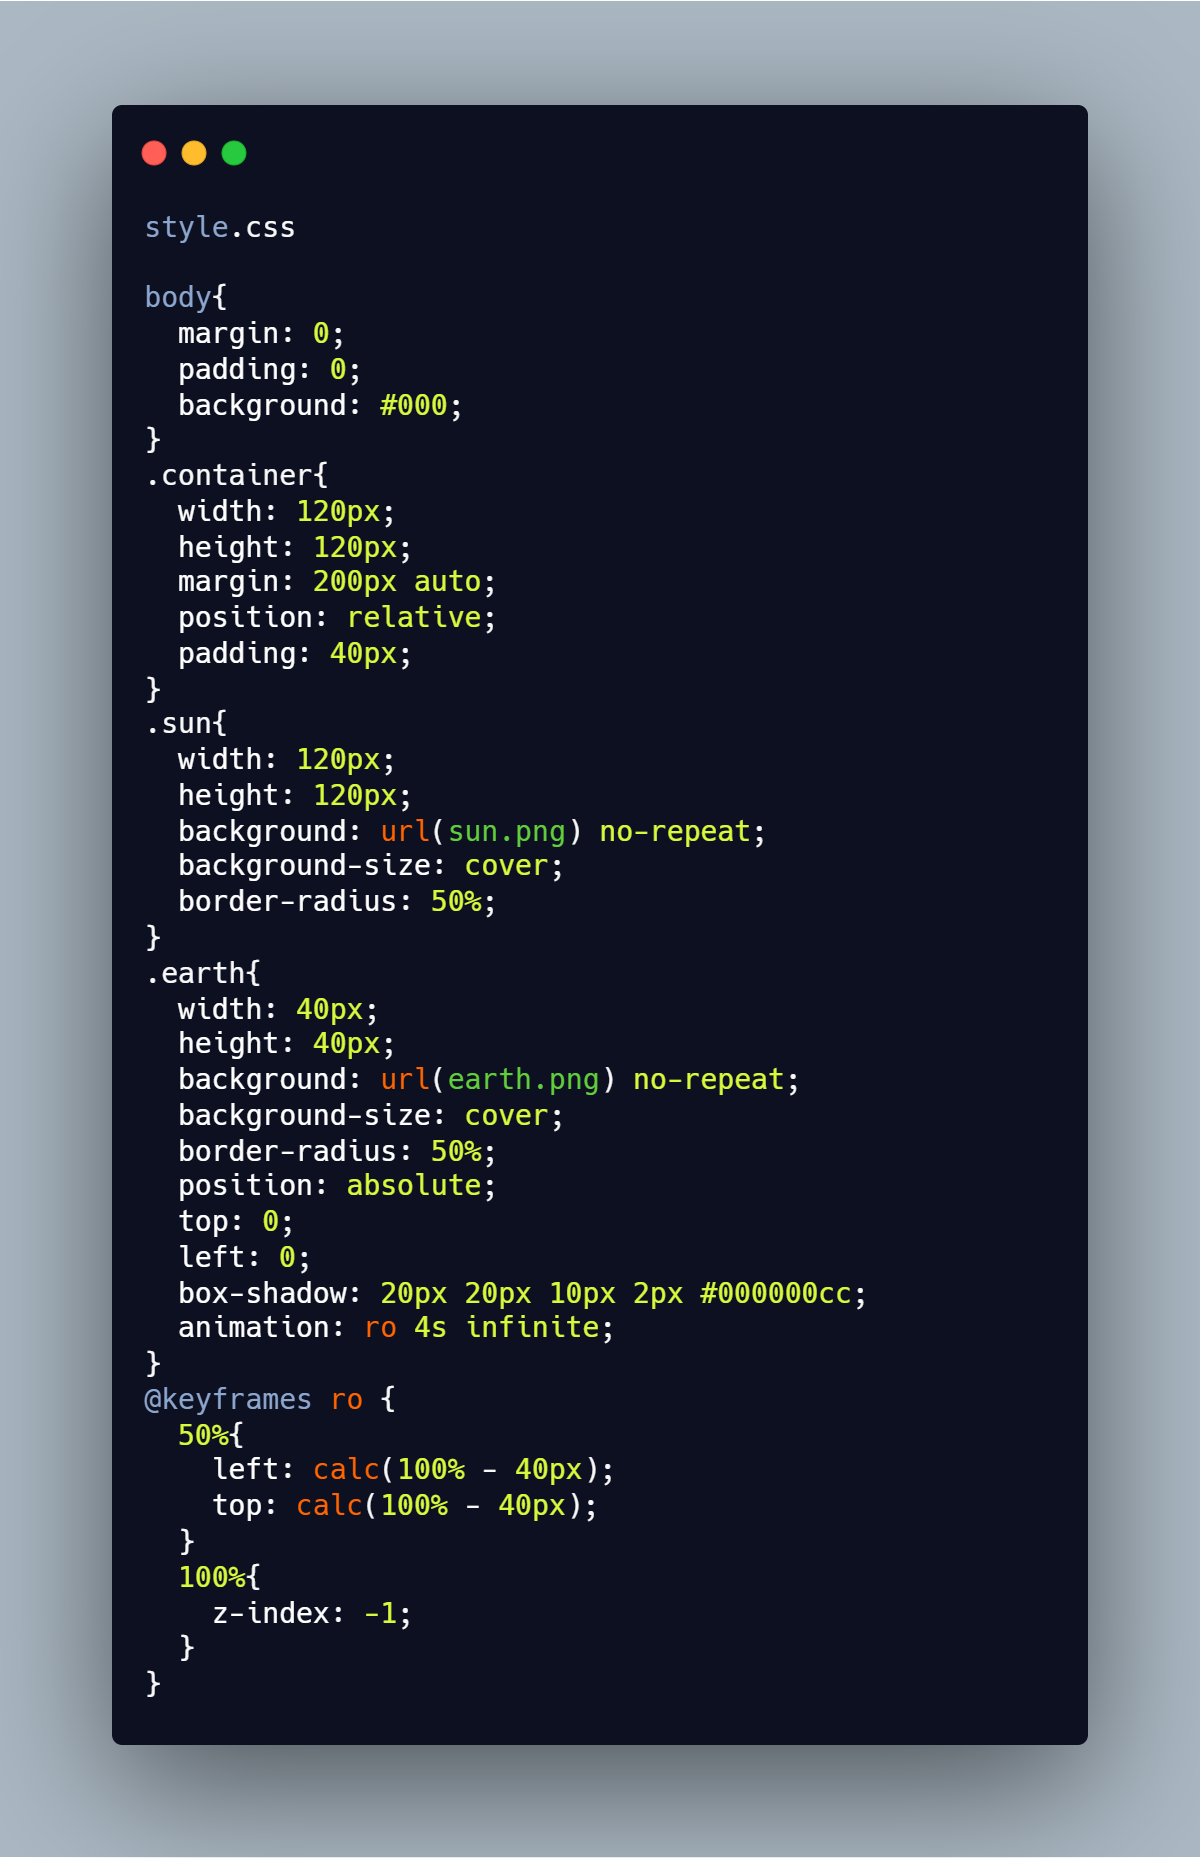 style.css

body{
  margin: 0;
  padding: 0;
  background: #000;
}
.container{
  width: 120px;
  height: 120px;
  margin: 200px auto;
  position: relative;
  padding: 40px;
}
.sun{
  width: 120px;
  height: 120px;
  background: url(sun.png) no-repeat;
  background-size: cover;
  border-radius: 50%;
}
.earth{
  width: 40px;
  height: 40px;
  background: url(earth.png) no-repeat;
  background-size: cover;
  border-radius: 50%;
  position: absolute;
  top: 0;
  left: 0;
  box-shadow: 20px 20px 10px 2px #000000cc;
  animation: ro 4s infinite;
}
@keyframes ro {
  50%{
    left: calc(100% - 40px);
    top: calc(100% - 40px);
  }
  100%{
    z-index: -1;
  }
}